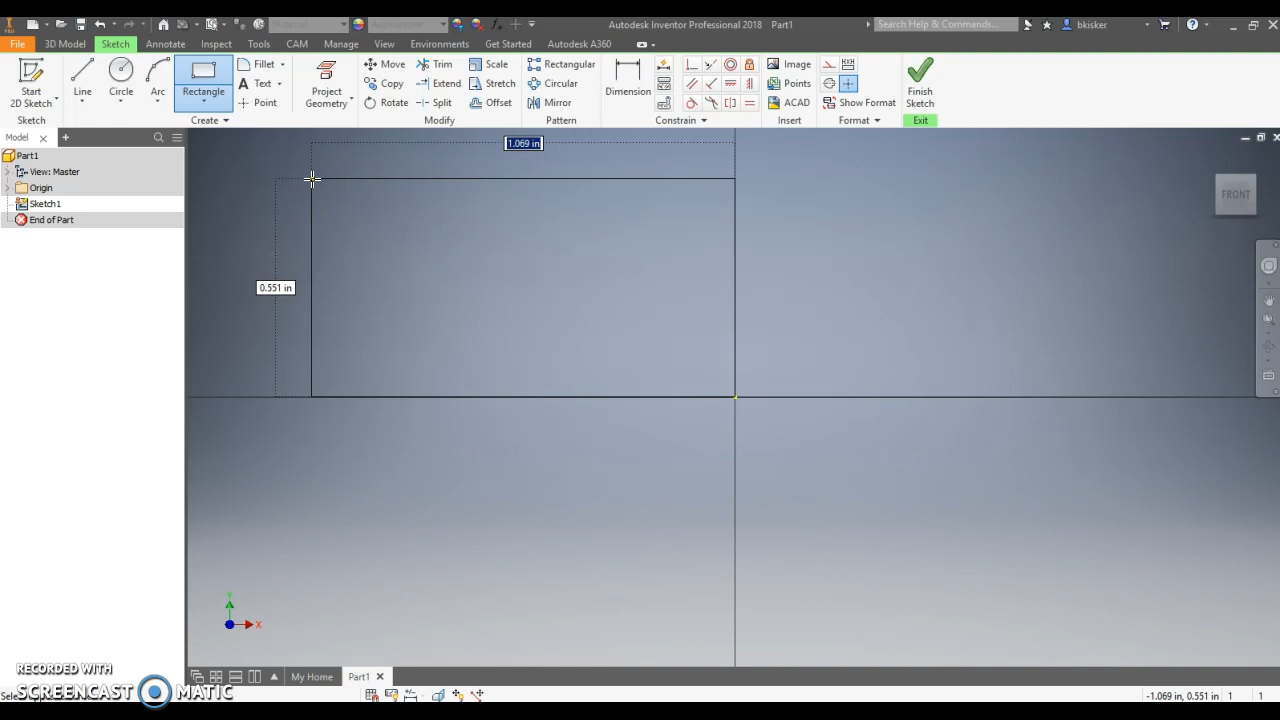 Material
Appearance
Autodesk Inventor Professional 2018 Part1
Search Help & Commands...
bkisker
PRO
File 3D Model Sketch Annotate Inspect Tools CAM Manage View Environments Get Started Autodesk A360
Start
2D Sketch
Line
Circle
Arc
Rectangle
Fillet
Text
Point
Project
Geometry
Move
Copy
Rotate
Trim
Extend
Split
Scale
Stretch
Offset
Rectangular
Circular
Mirror
Dimension
Image
Points
ACAD
Show Format
Finish
Sketch
Sketch Create Modify Pattern Constrain Insert Format Exit
Model
Part1
View: Master
Origin
Sketch1
End of Part
1.069 in
0.551 in
FRONT
Y
X
My Home Part1
RECORDED WITH
SCREENCAST MATIC
-1.069 in, 0.551 in 1 1